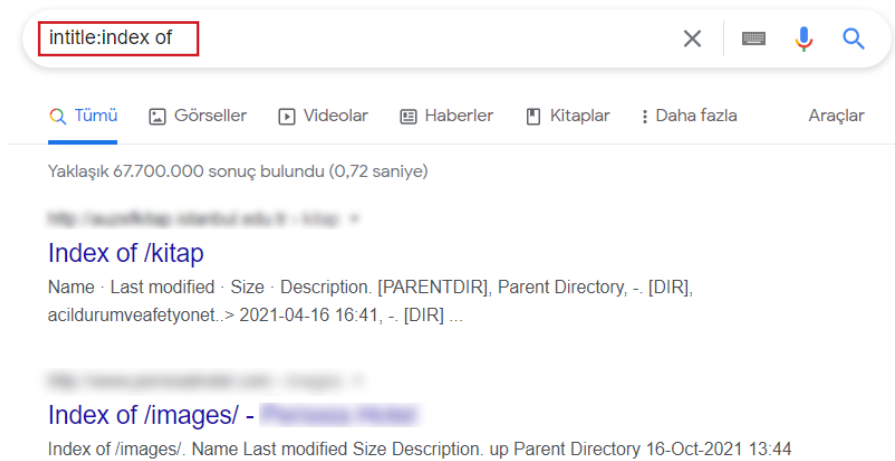 intitle:index of
Tümü Görseller Videolar Haberler Kitaplar Daha fazla Araçlar
Yaklaşık 67.700.000 sonuç bulundu (0,72 saniye)
Index of /kitap
Name · Last modified · Size · Description. [PARENTDIR], Parent Directory, -. [DIR],
acildurumveafetyonet..> 2021-04-16 16:41, -. [DIR] ...
Index of /images/ -
Index of /images/. Name Last modified Size Description. up Parent Directory 16-Oct-2021 13:44